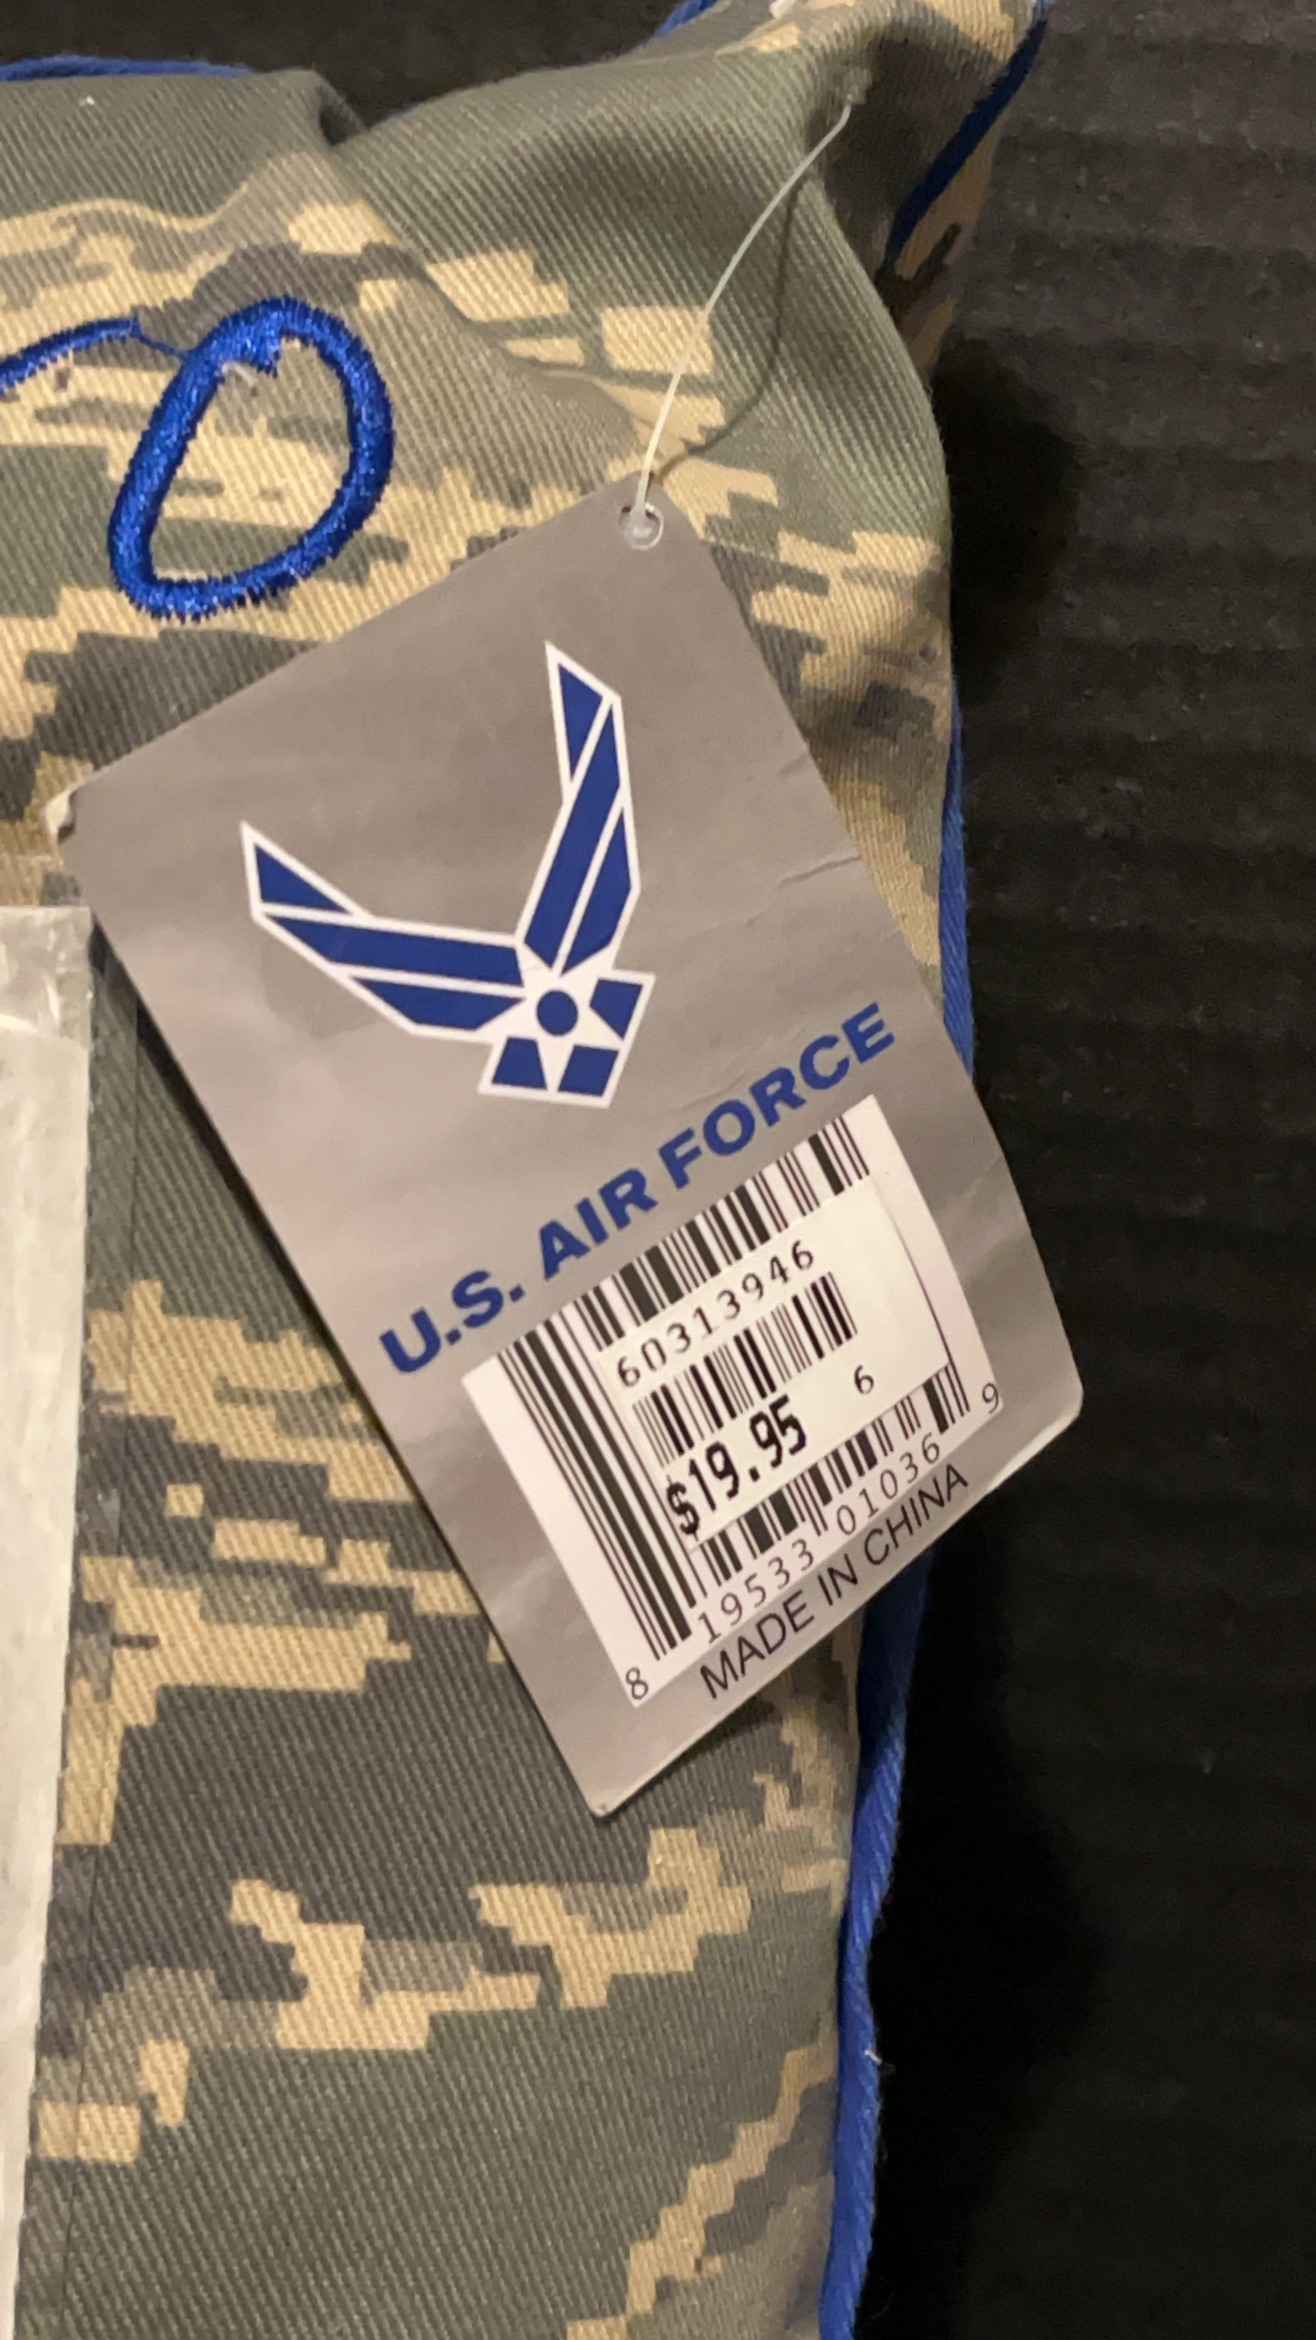 U.S. AIR FORCE
60313946
$19.95 6
8 19533 01036 9
MADE IN CHINA